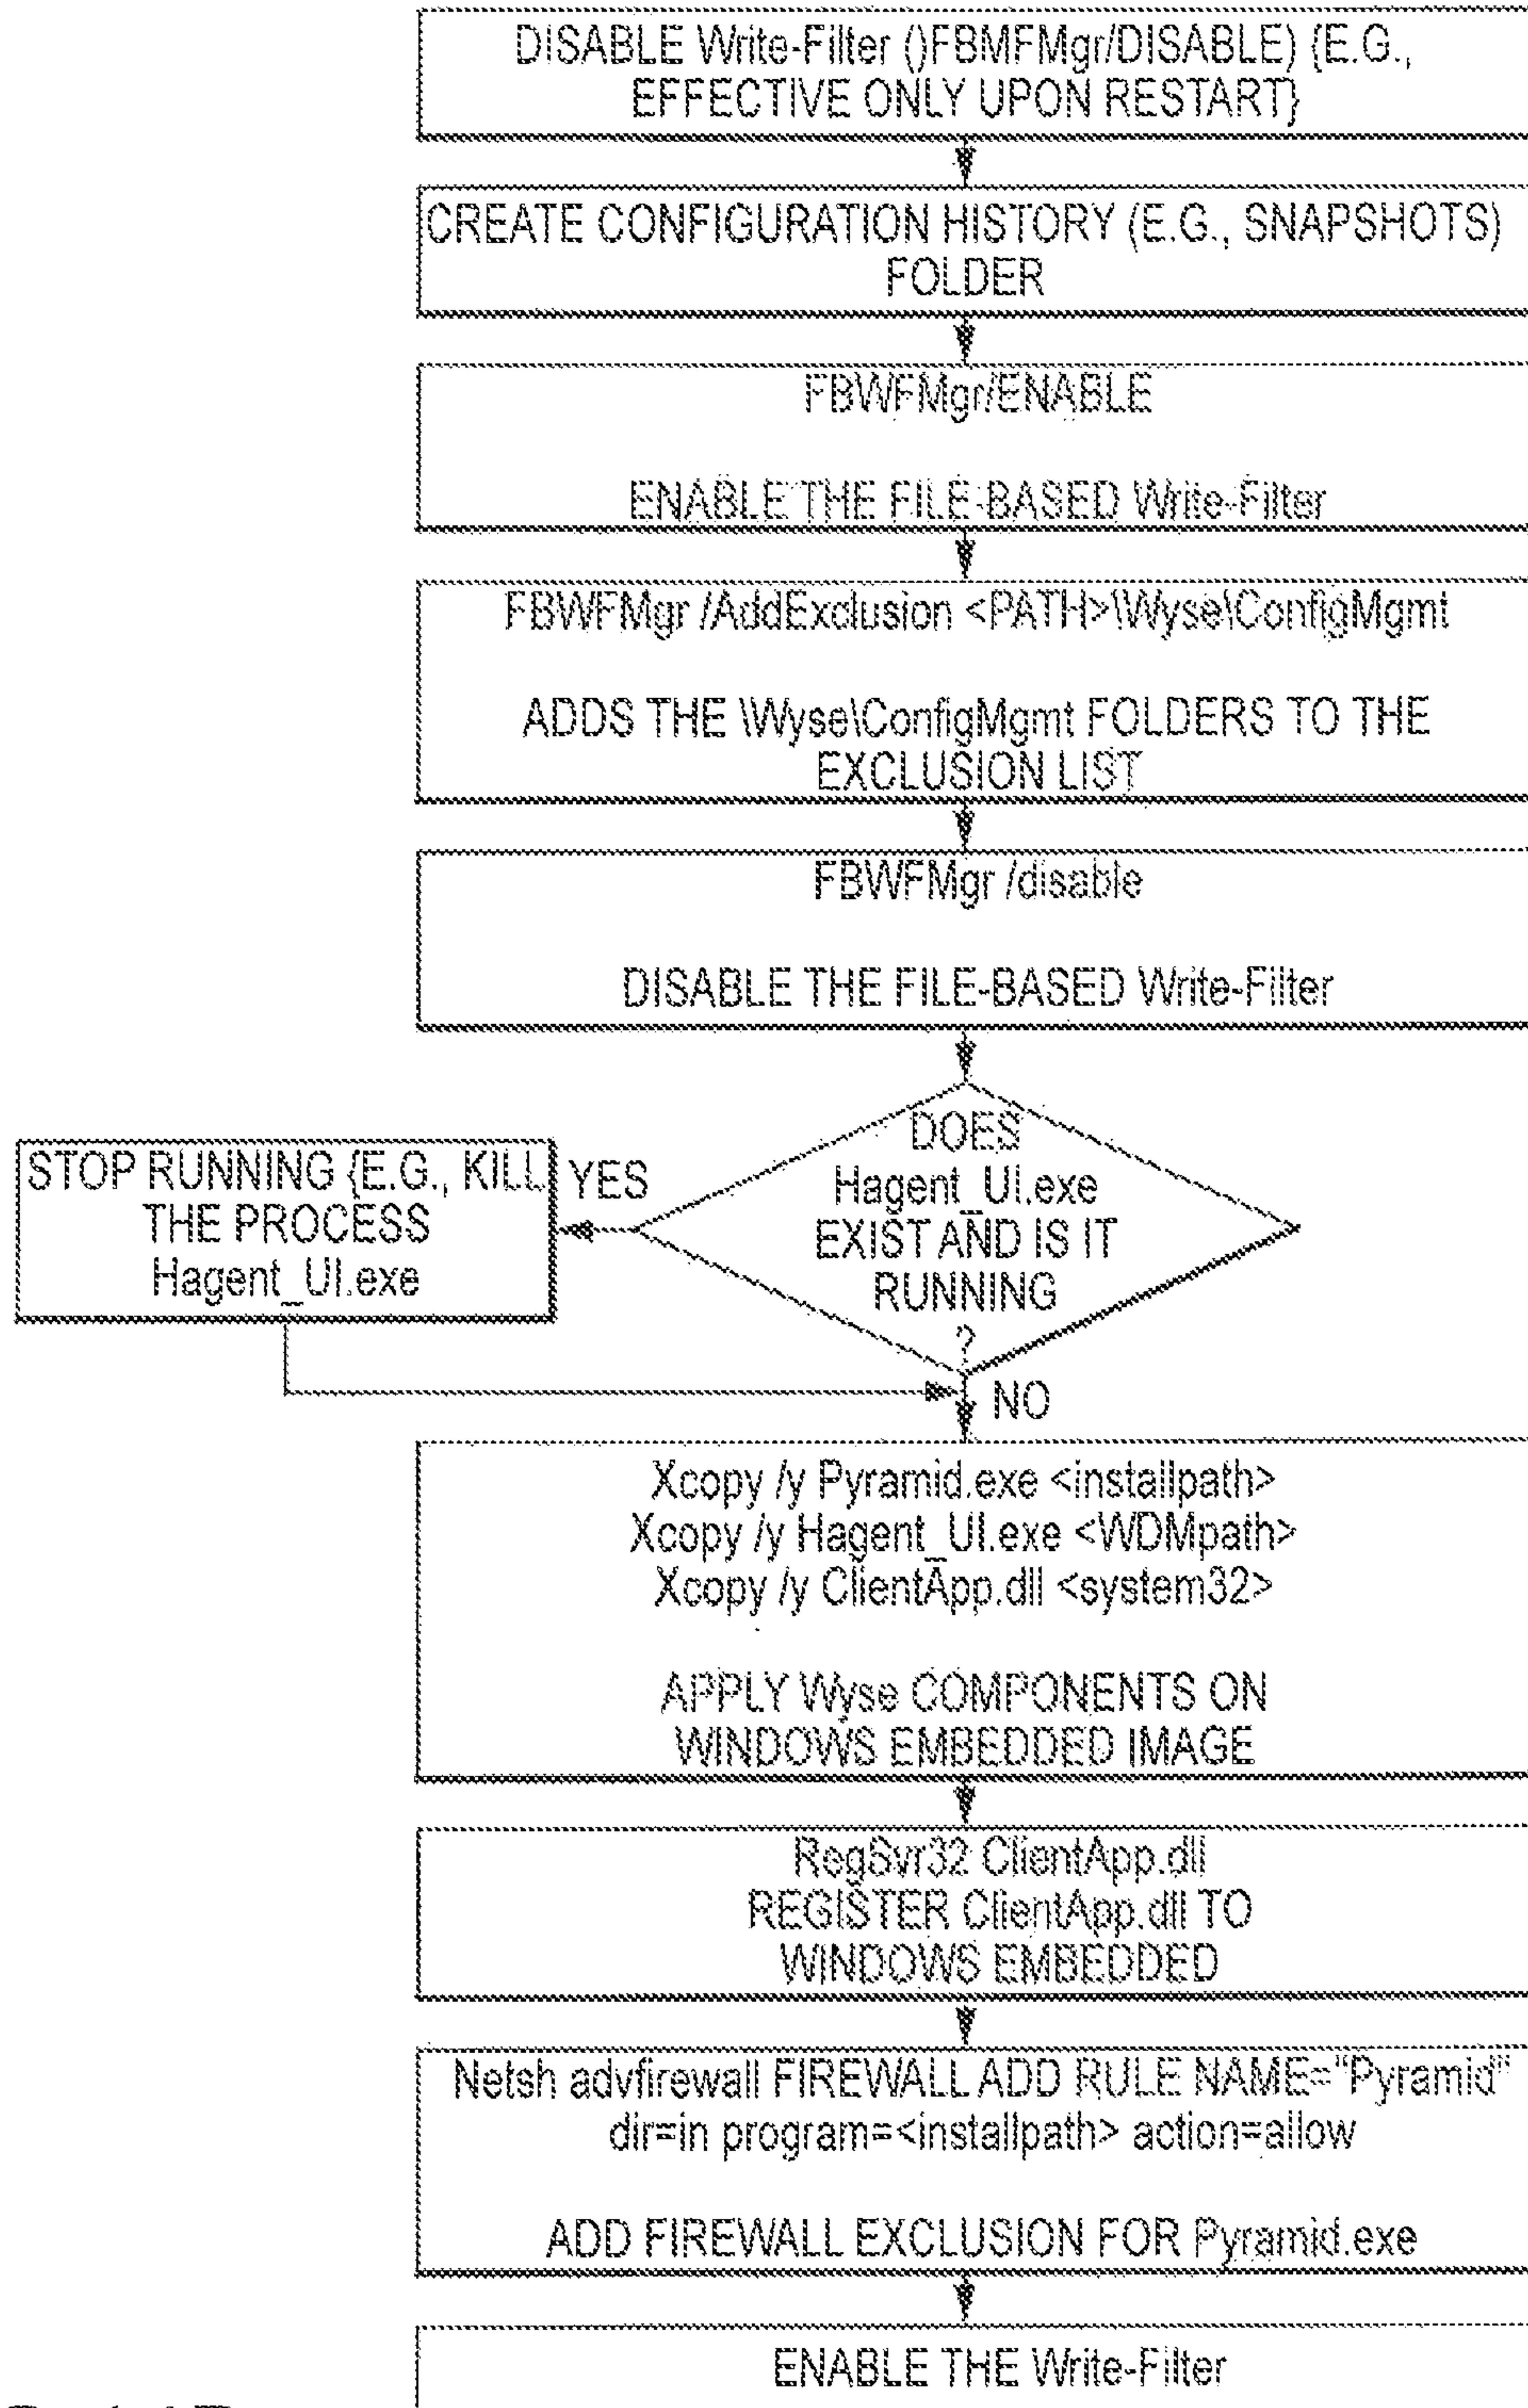 DISABLE Write-Filter ()FBMFMgr/DISABLE) {E.G.,
EFFECTIVE ONLY UPON RESTART}
CREATE CONFIGURATION HISTORY (E.G., SNAPSHOTS)
FOLDER
FBWFMgr/ENABLE
ENABLE THE FILE-BASED Write-Filter
FBWFMgr /AddExclusion <PATH>\Wyse\ConfigMgmt
ADDS THE \Wyse\ConfigMgmt FOLDERS TO THE
EXCLUSION LIST
FBWFMgr /disable
DISABLE THE FILE-BASED Write-Filter
DOES
Hagent_UI.exe
EXIST AND IS IT
RUNNING
?
YES
STOP RUNNING {E.G., KILL
THE PROCESS
Hagent_UI.exe
NO
Xcopy /y Pyramid.exe <installpath>
Xcopy /y Hagent_UI.exe <WDMpath>
Xcopy /y ClientApp.dll <system32>
APPLY Wyse COMPONENTS ON
WINDOWS EMBEDDED IMAGE
RegSvr32 ClientApp.dll
REGISTER ClientApp.dll TO
WINDOWS EMBEDDED
Netsh advfirewall FIREWALL ADD RULE NAME="Pyramid"
dir=in program=<installpath> action=allow
ADD FIREWALL EXCLUSION FOR Pyramid.exe
ENABLE THE Write-Filter